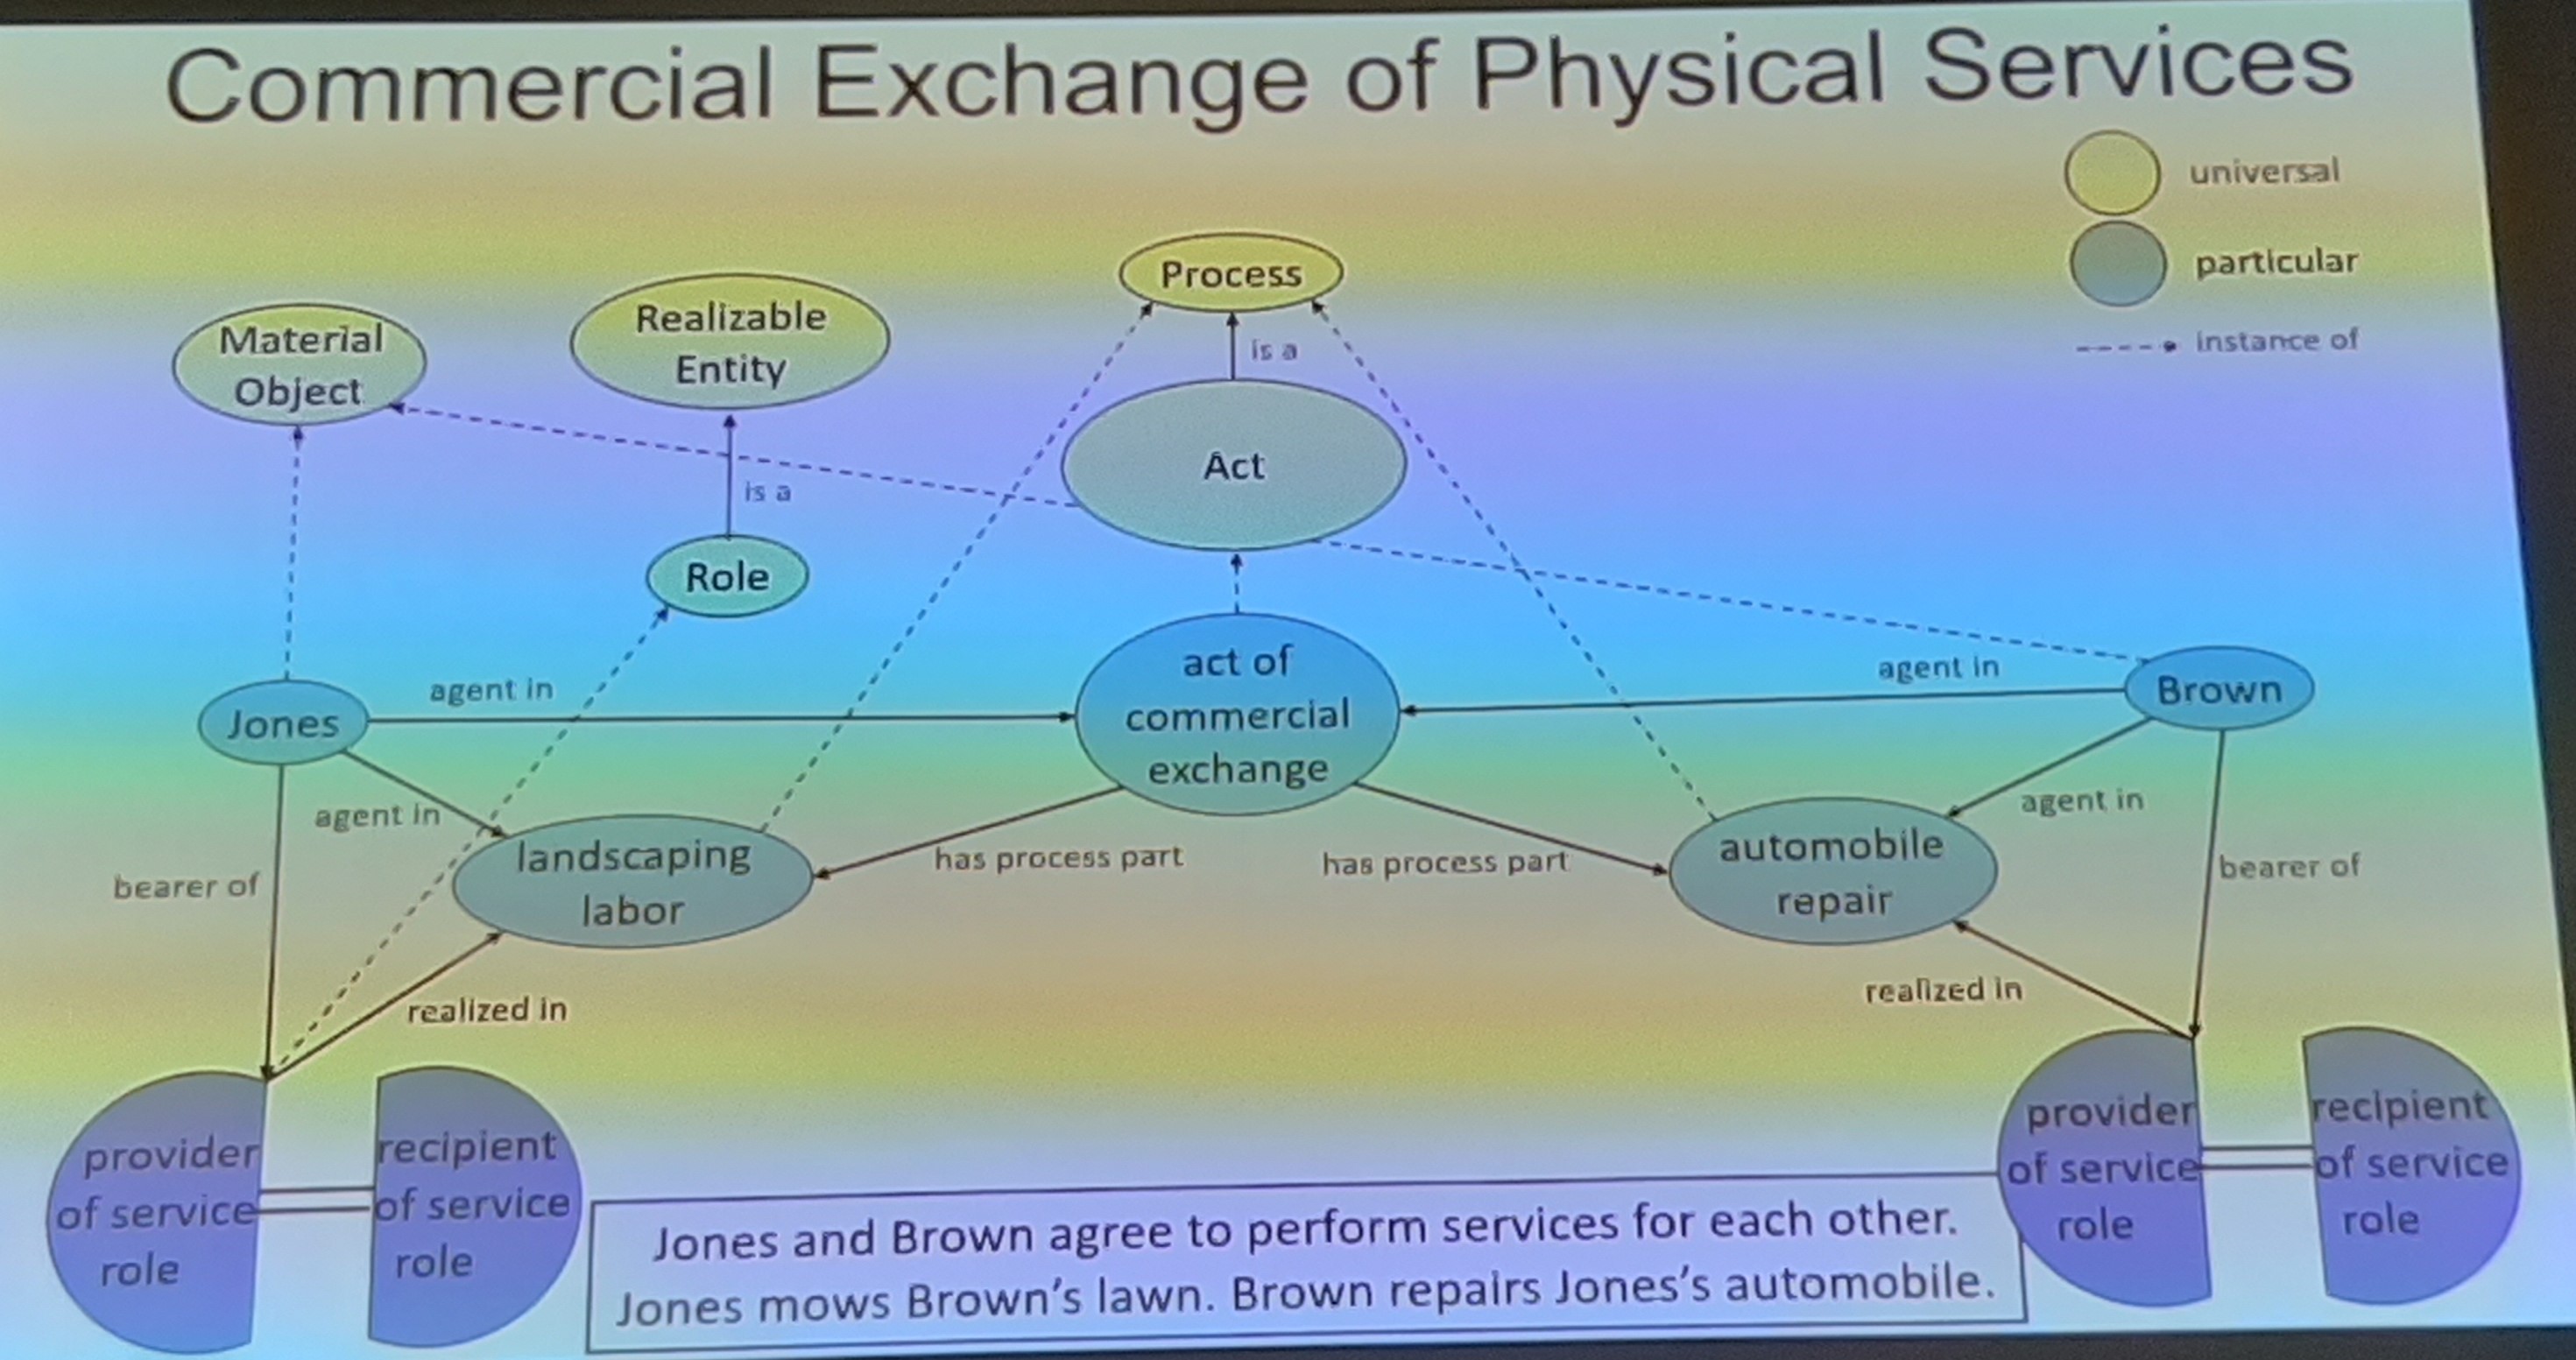 Commercial Exchange of Physical Services
universal
particular
instance of
Process
is a
Material
Object
Realizable
Entity
is a
Act
Role
Jones
agent in
act of
commercial
exchange
agent in
Brown
agent in
bearer of
landscaping
labor
has process part
has process part
automobile
repair
agent in
bearer of
realized in
realized in
provider
of service
role
recipient
of service
role
Jones and Brown agree to perform services for each other.
Jones mows Brown's lawn. Brown repairs Jones's automobile.
provider
of service
role
recipient
of service
role